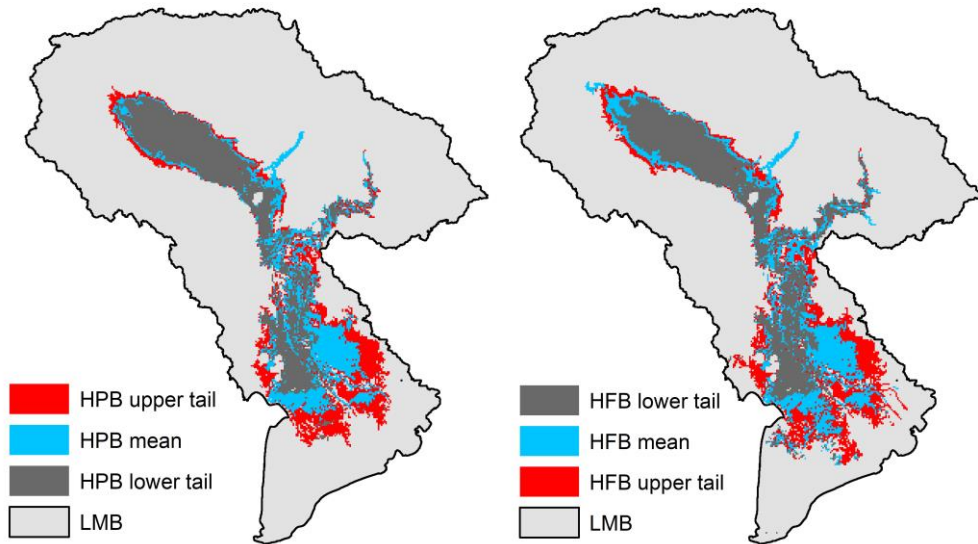 HPB upper tail
HPB mean
HPB lower tail
LMB
HFB lower tail
HFB mean
HFB upper tail
LMB